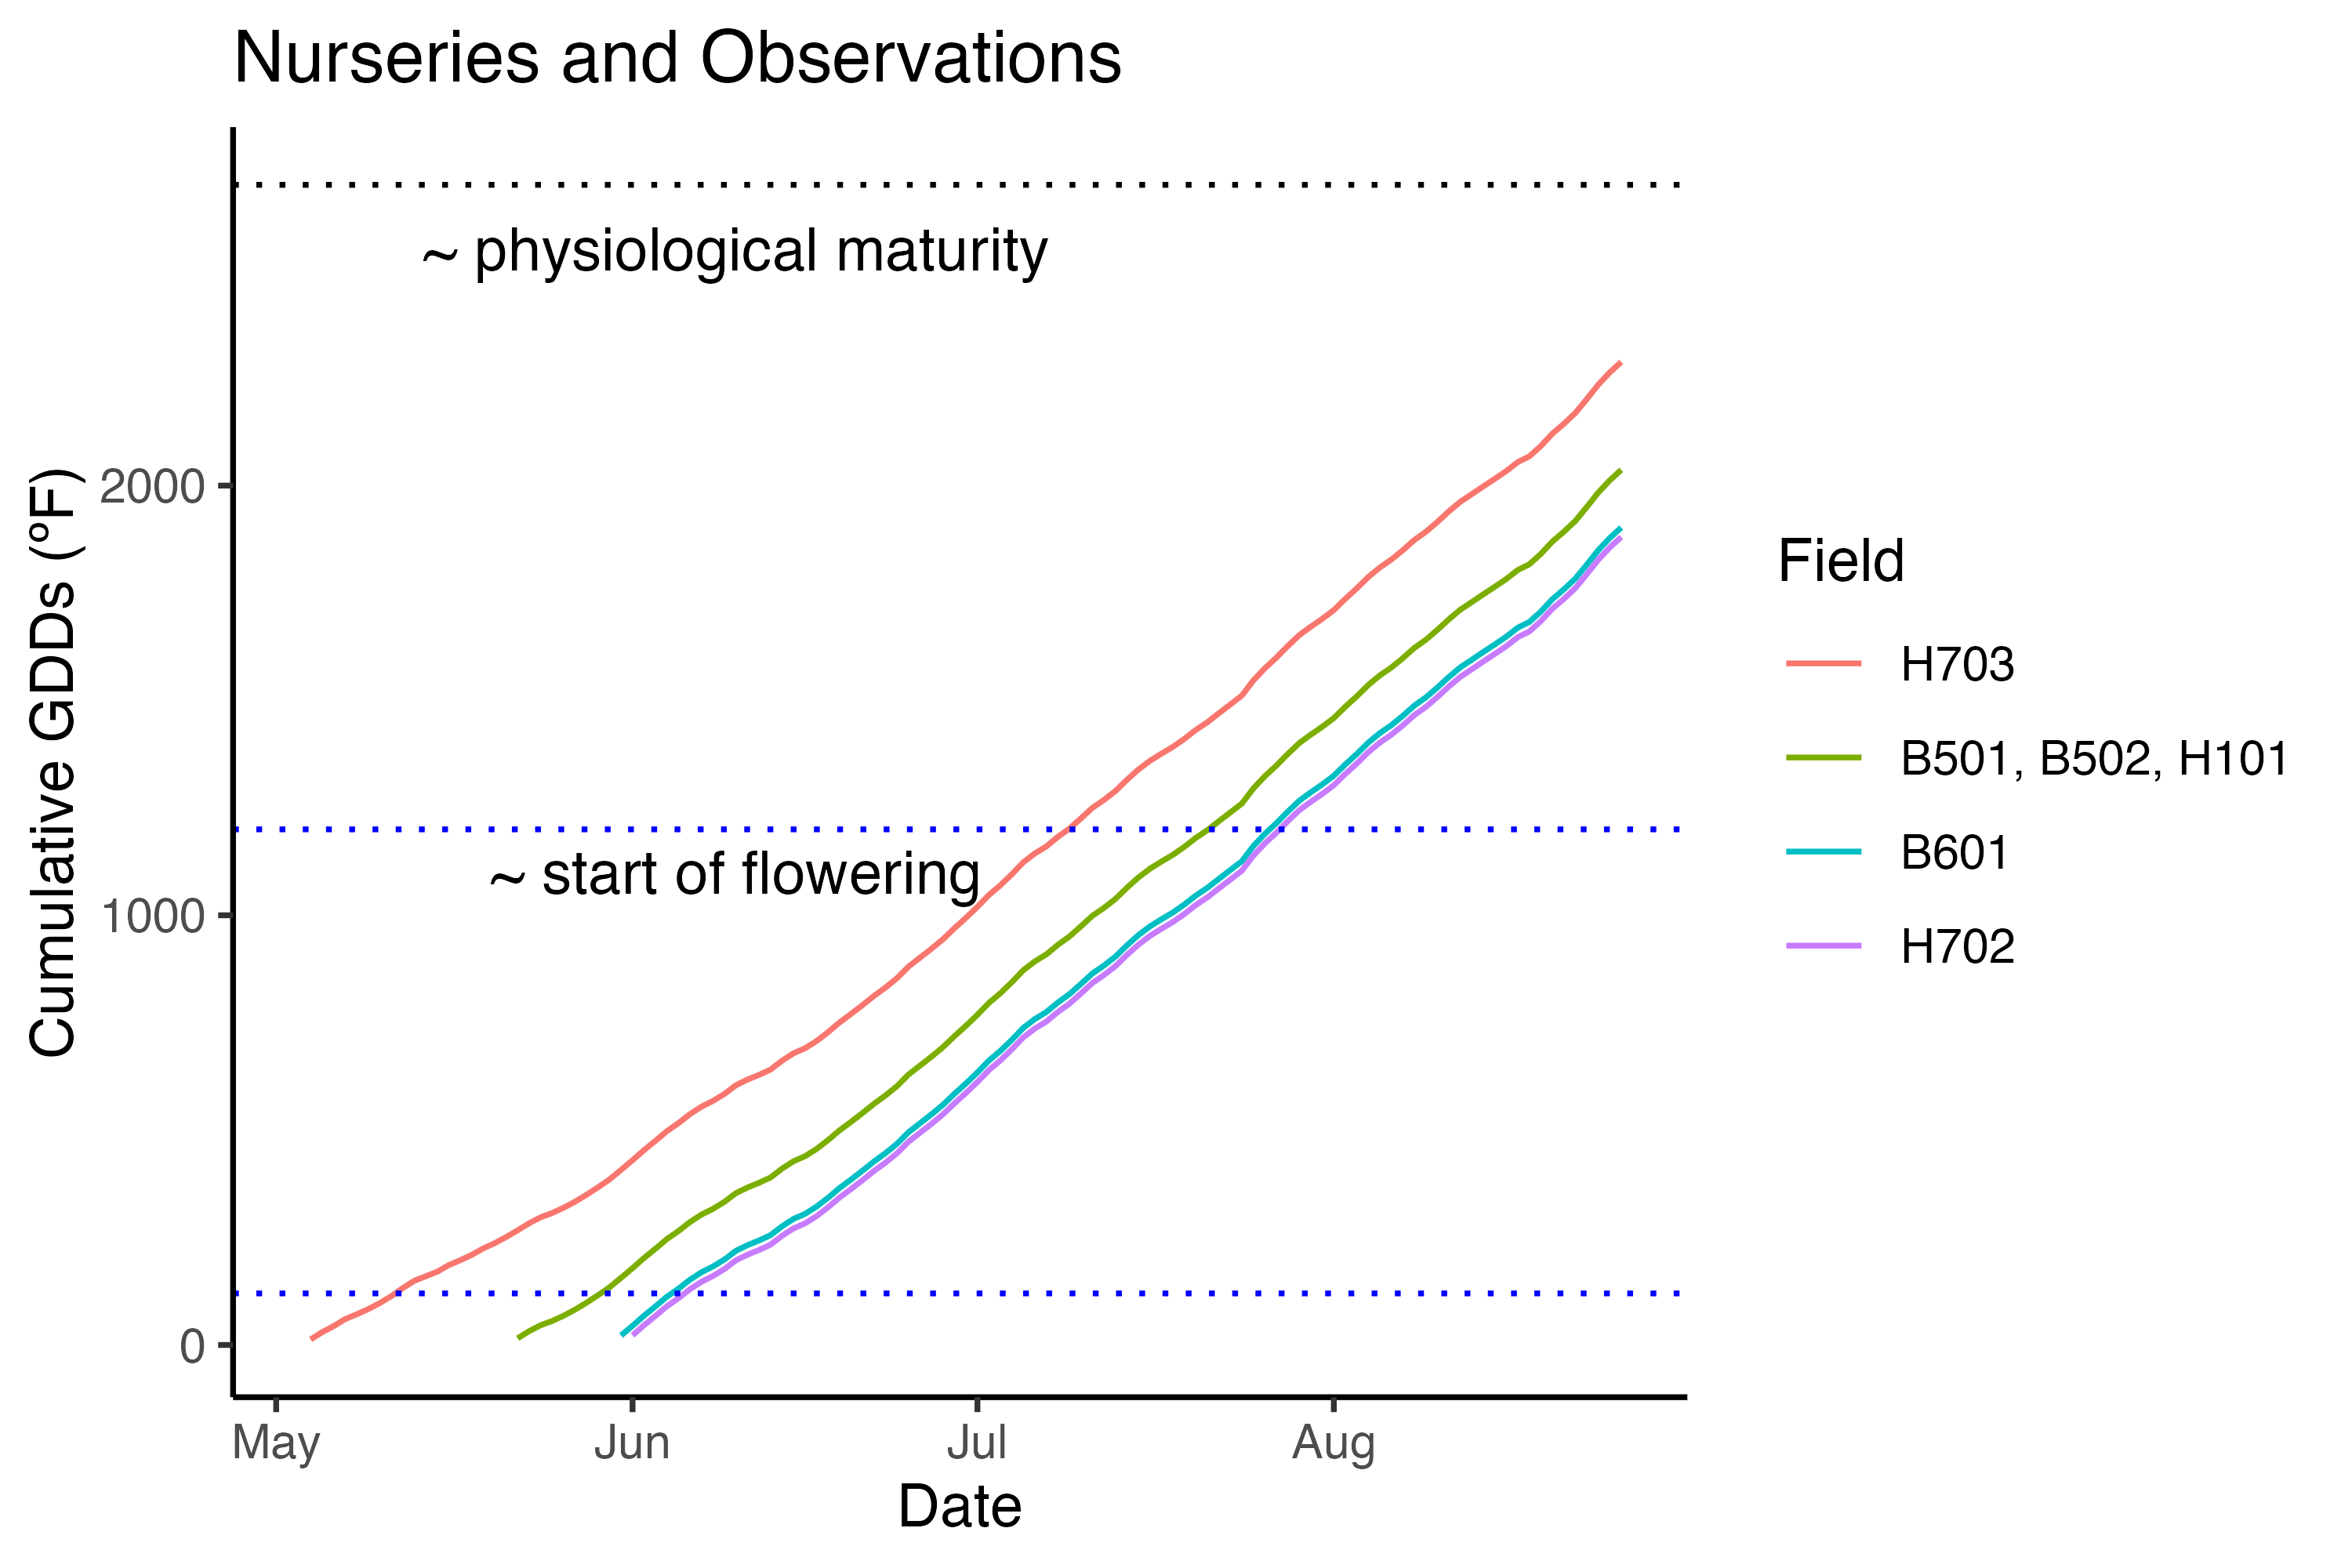 Nurseries and Observations
~ physiological maturity
~ start of flowering
Cumulative GDDs (ºF)
2000
1000
0
May
Jun
Jul
Aug
Date
Field
H703
B501, B502, H101
B601
H702